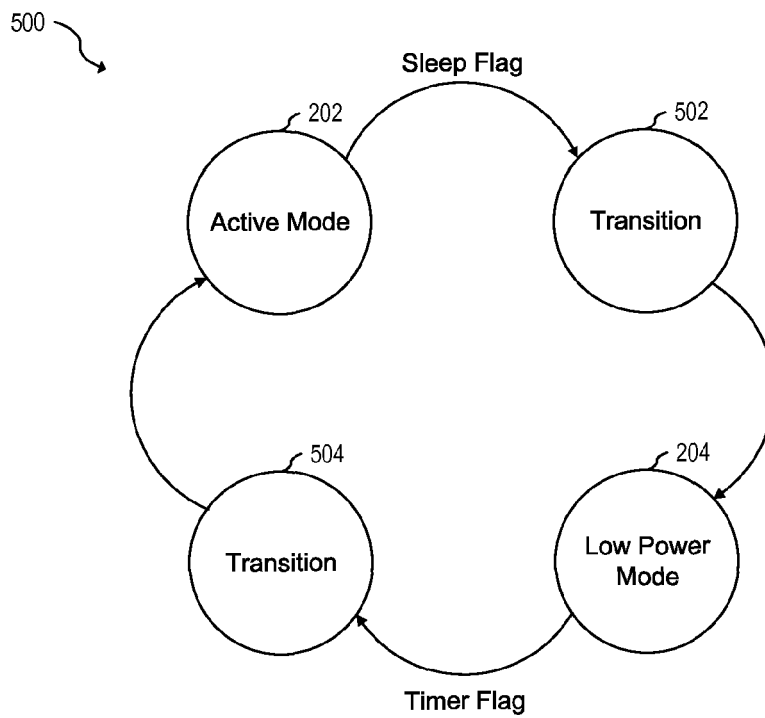 500
Sleep Flag
202
502
Active Mode
Transition
504
204
Transition
Low Power
Mode
Timer Flag